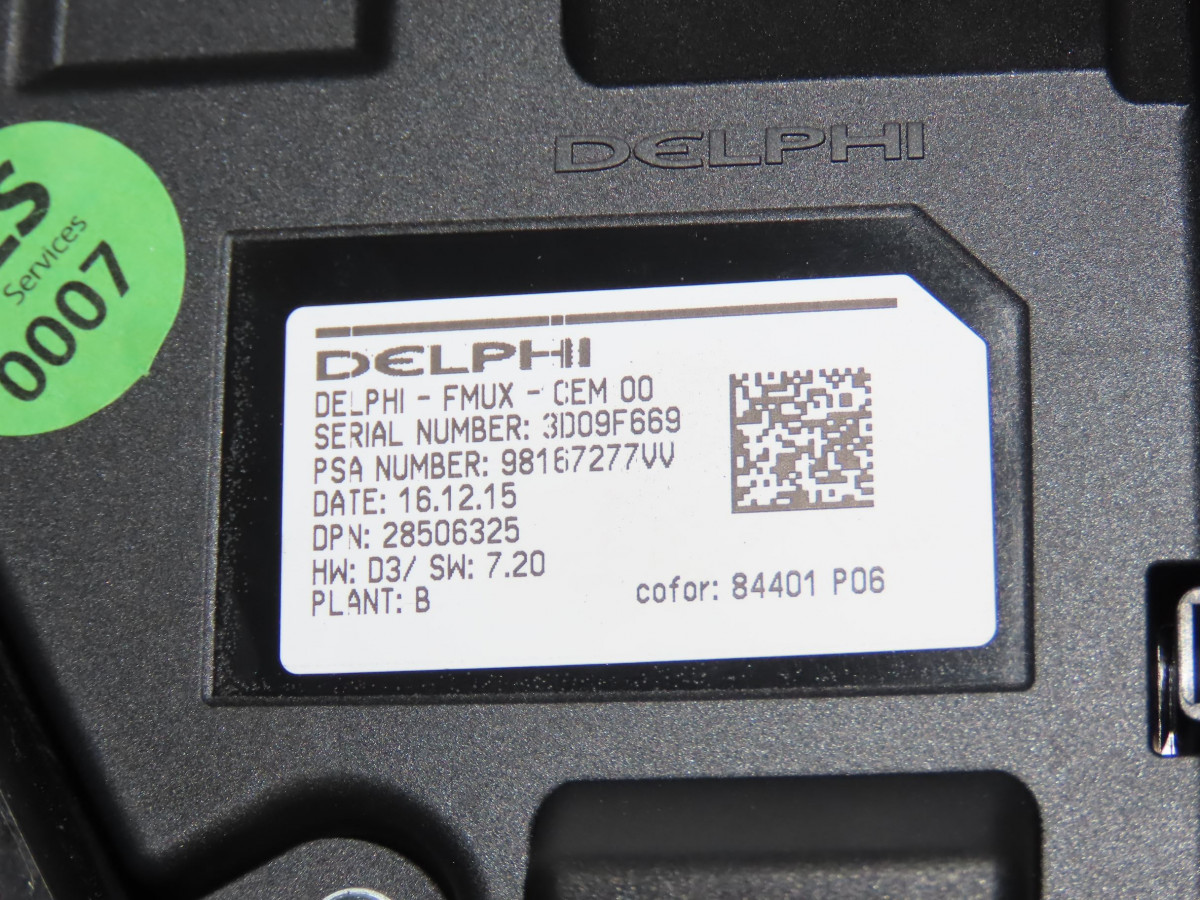 DELPHI
S
Services
0007
DELPHI
DELPHI - FMUX - CEM 00
SERIAL NUMBER: 3D09F669
PSA NUMBER: 98167277VV
DATE: 16.12.15
DPN: 28506325
HW: D3/ SW: 7.20
PLANT: B
cofor: 84401 P06